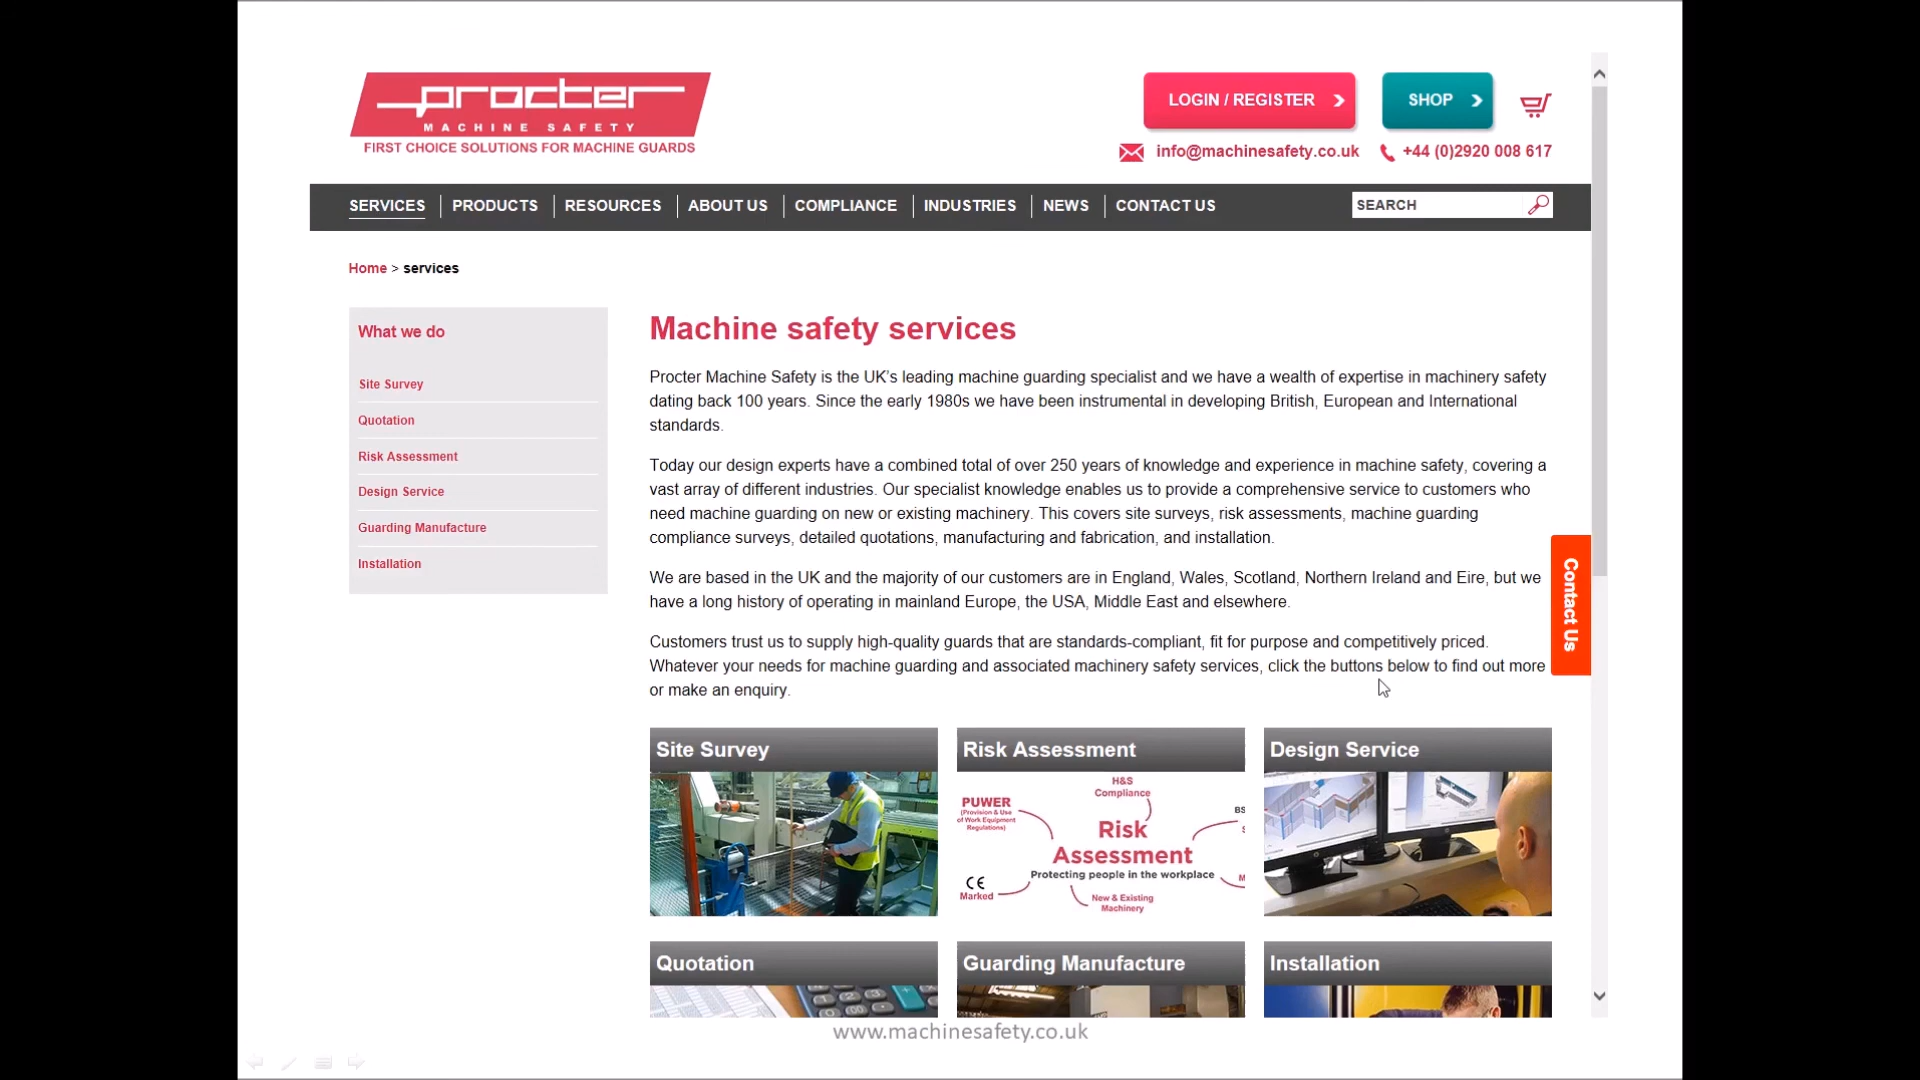 procter
MACHINE SAFETY
FIRST CHOICE SOLUTIONS FOR MACHINE GUARDS
LOGIN / REGISTER
SHOP
info@machinesafety.co.uk
+44 (0)2920 008 617
SERVICES
PRODUCTS
RESOURCES
ABOUT US
COMPLIANCE
INDUSTRIES
NEWS
CONTACT US
SEARCH
Home > services
What we do
Site Survey
Quotation
Risk Assessment
Design Service
Guarding Manufacture
Installation
Machine safety services
Procter Machine Safety is the UK's leading machine guarding specialist and we have a wealth of expertise in machinery safety
dating back 100 years. Since the early 1980s we have been instrumental in developing British, European and International
standards.
Today our design experts have a combined total of over 250 years of knowledge and experience in machine safety, covering a
vast array of different industries. Our specialist knowledge enables us to provide a comprehensive service to customers who
need machine guarding on new or existing machinery. This covers site surveys, risk assessments, machine guarding
compliance surveys, detailed quotations, manufacturing and fabrication, and installation.
We are based in the UK and the majority of our customers are in England, Wales, Scotland, Northern Ireland and Eire, but we
have a long history of operating in mainland Europe, the USA, Middle East and elsewhere.
Customers trust us to supply high-quality guards that are standards-compliant, fit for purpose and competitively priced.
Whatever your needs for machine guarding and associated machinery safety services, click the buttons below to find out more
or make an enquiry.
Contact Us
Site Survey
Risk Assessment
H&S
Compliance
PUWER
(Provision & Use
of Work Equipment
Regulations)
BS
Risk
Assessment
Protecting people in the workplace
CE
Marked
M
New & Existing
Machinery
Design Service
Quotation
Guarding Manufacture
Installation
www.machinesafety.co.uk